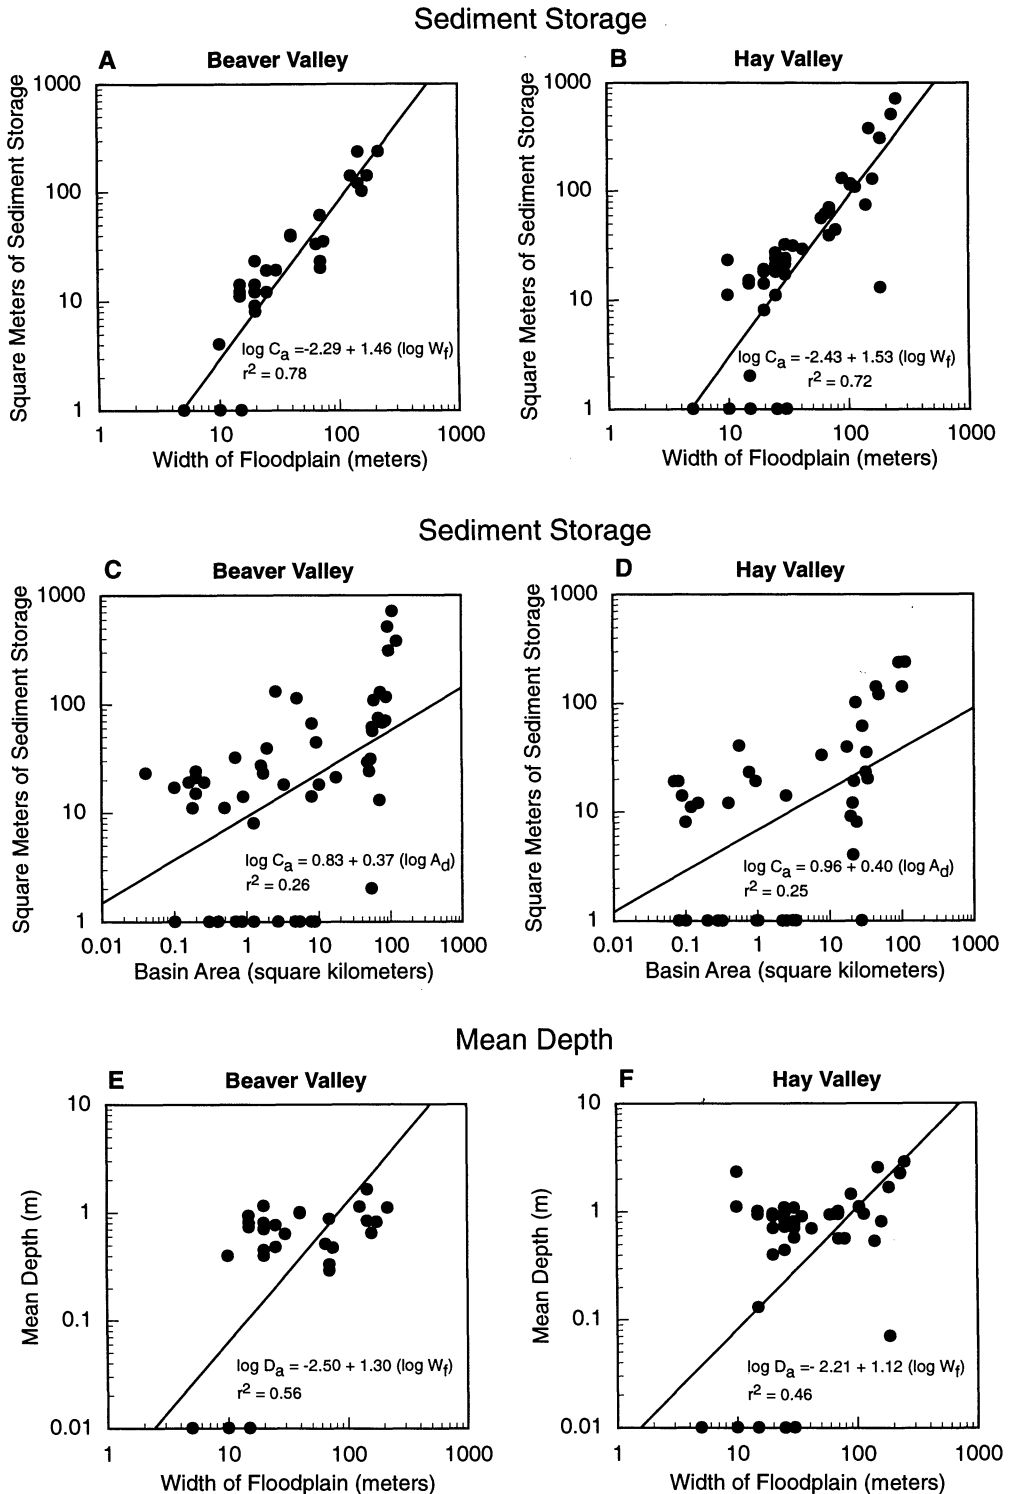 Sediment Storage
A Beaver Valley
Square Meters of Sediment Storage
1000
100
10
1
log Ca =-2.29 + 1.46 (log Wf)
r2 = 0.78
1 10 100 1000
Width of Floodplain (meters)
B Hay Valley
Square Meters of Sediment Storage
1000
100
10
1
log Ca = -2.43 + 1.53 (log Wf)
r2 = 0.72
1 10 100 1000
Width of Floodplain (meters)
Sediment Storage
C Beaver Valley
Square Meters of Sediment Storage
1000
100
10
1
log Ca = 0.83 + 0.37 (log Ad)
r2 = 0.26
0.01 0.1 1 10 100 1000
Basin Area (square kilometers)
D Hay Valley
Square Meters of Sediment Storage
1000
100
10
1
log Ca = 0.96 + 0.40 (log Ad)
r2 = 0.25
0.01 0.1 1 10 100 1000
Basin Area (square kilometers)
Mean Depth
E Beaver Valley
Mean Depth (m)
10
1
0.1
0.01
log Da = -2.50 + 1.30 (log Wf)
r2 = 0.56
1 10 100 1000
Width of Floodplain (meters)
F Hay Valley
Mean Depth (m)
10
1
0.1
0.01
log Da =- 2.21 + 1.12 (log Wf)
r2 = 0.46
1 10 100 1000
Width of Floodplain (meters)